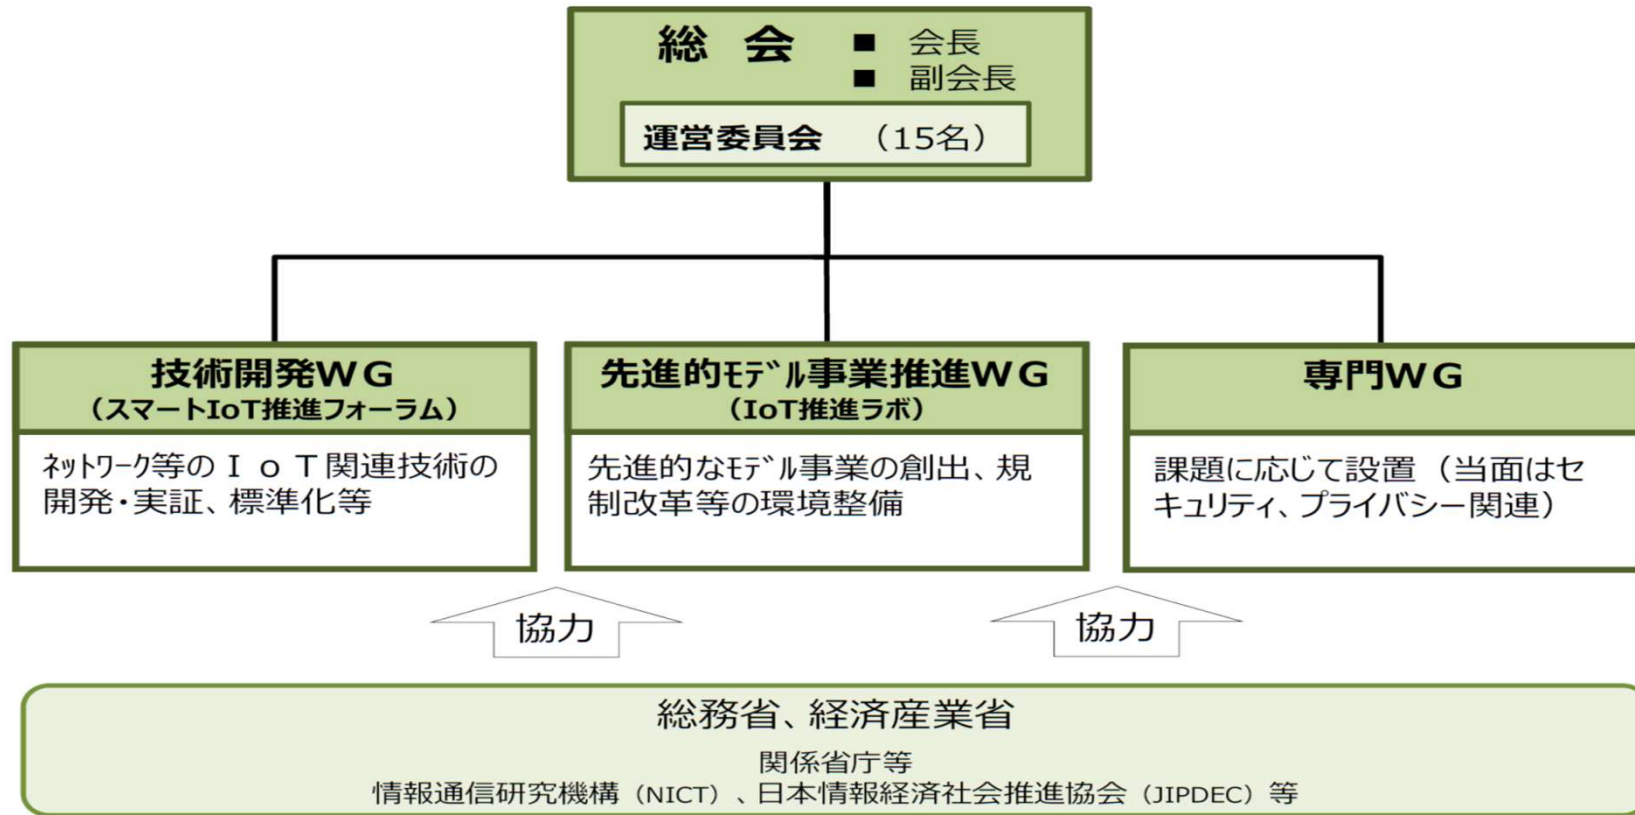 総 会 ■ 会長
■ 副会長
運営委員会 （15名）
技術開発WG
（スマートIoT推進フォーラム）
ﾈｯﾄﾜｰｸ等のＩｏＴ関連技術の
開発・実証、標準化等
先進的ﾓﾃﾞﾙ事業推進WG
（IoT推進ラボ）
先進的なﾓﾃﾞﾙ事業の創出、規
制改革等の環境整備
専門WG
課題に応じて設置（当面はセ
キュリティ、プライバシー関連）
協力
協力
総務省、経済産業省
関係省庁等
情報通信研究機構（NICT）、日本情報経済社会推進協会（JIPDEC）等